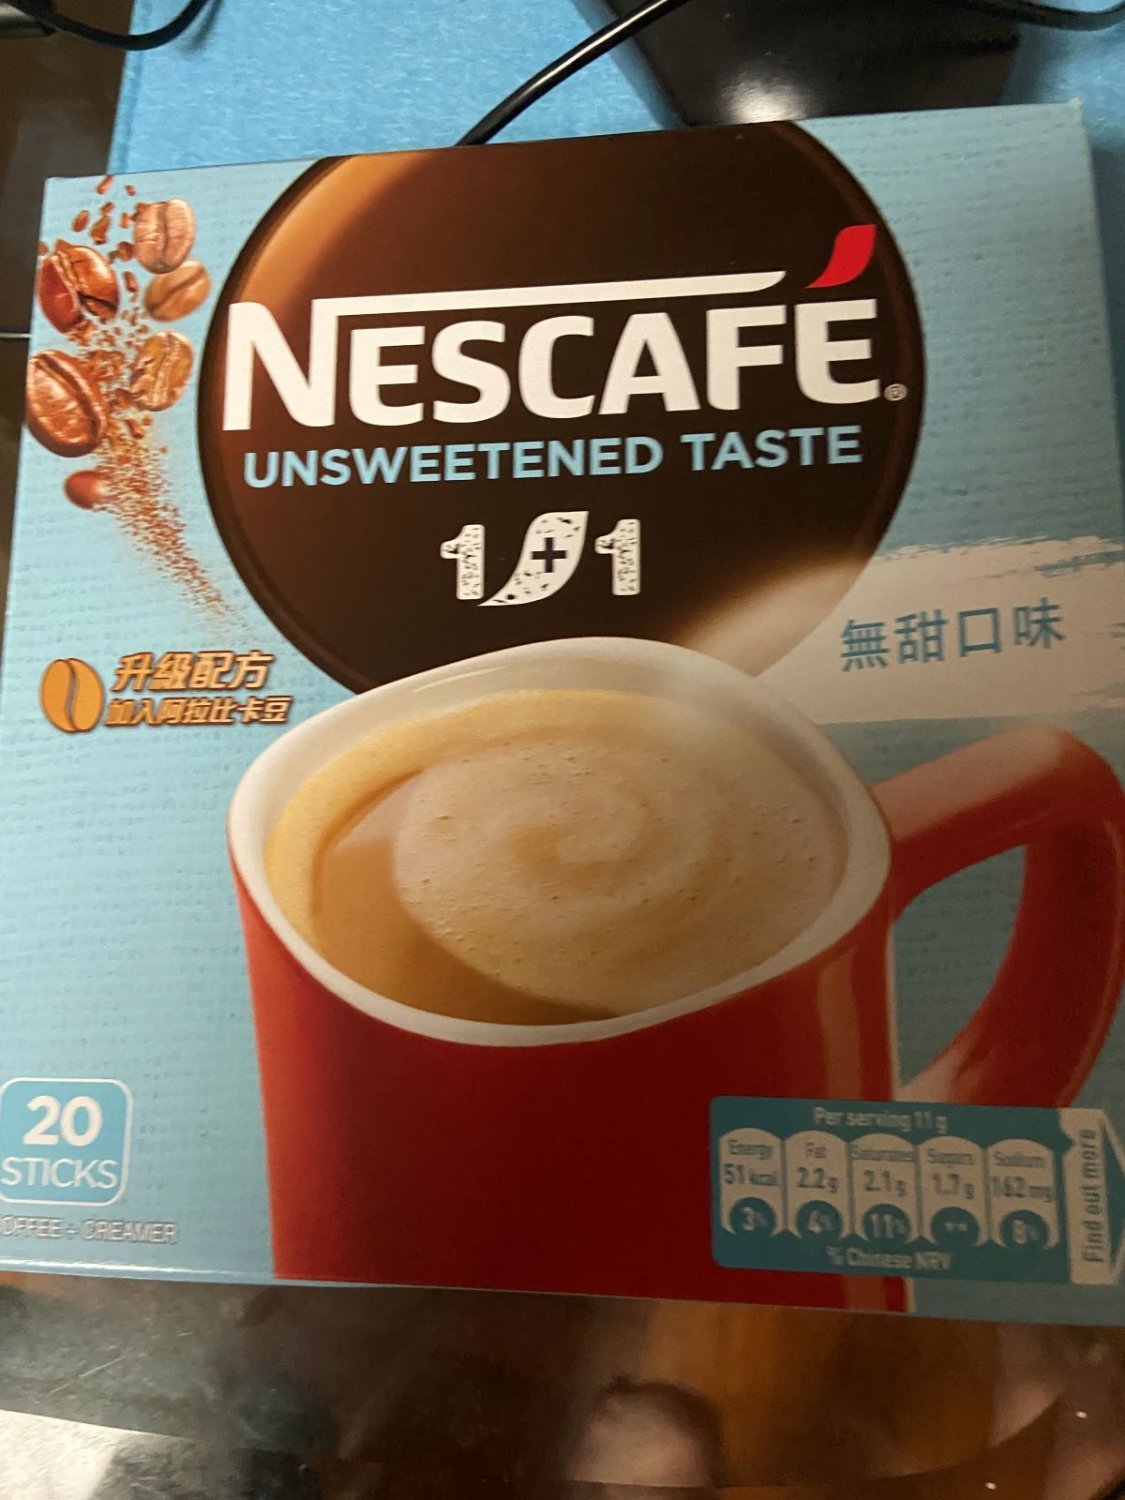 NESCAFÉ®
UNSWEETENED TASTE
1+1
無甜口味
升級配方
加入阿拉比卡豆
20
STICKS
COFFEE + CREAMER
Per serving 11g
Energy Fat Saturates Sugars Sodium
51 kcal 2.2g 2.1g 1.7g 162mg
3% 4% 11% ** 8%
% Chinese NRV
Find out more